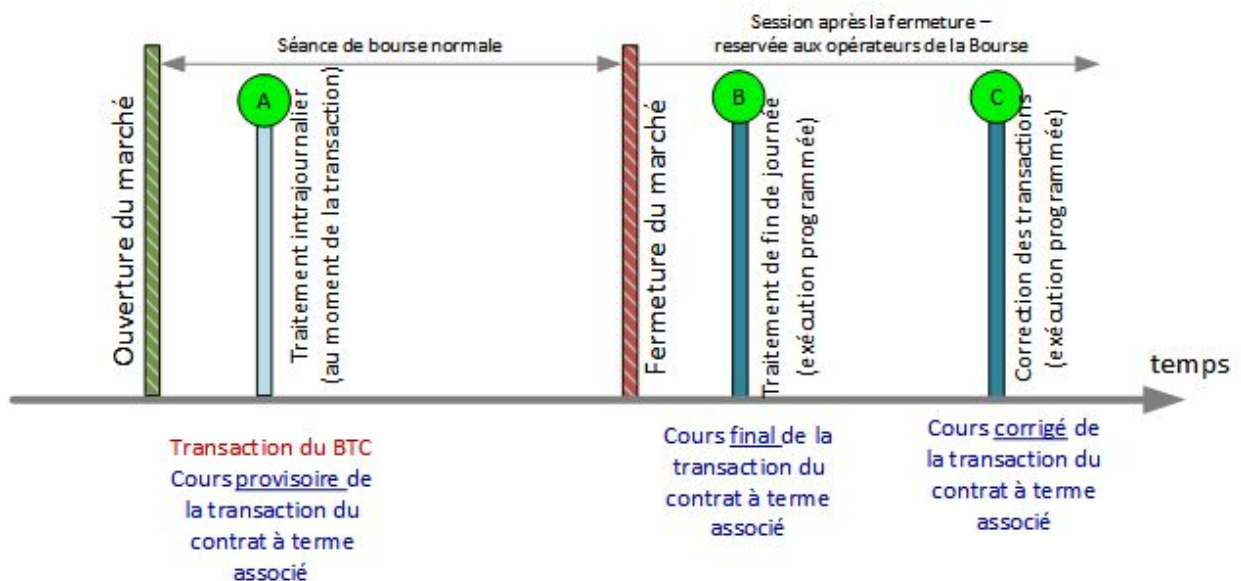 Session après la fermeture –
reservée aux opérateurs de la Bourse
Séance de bourse normale
Ouverture du marché
A
Traitement intrajournalier
(au moment de la transaction)
Fermeture du marché
B
Traitement de fin de journée
(exécution programmée)
C
Correction des transactions
(exécution programmée)
temps
Transaction du BTC
Cours provisoire de
la transaction du
contrat à terme
associé
Cours final de la
transaction du
contrat à terme
associé
Cours corrigé de
la transaction du
contrat à terme
associé